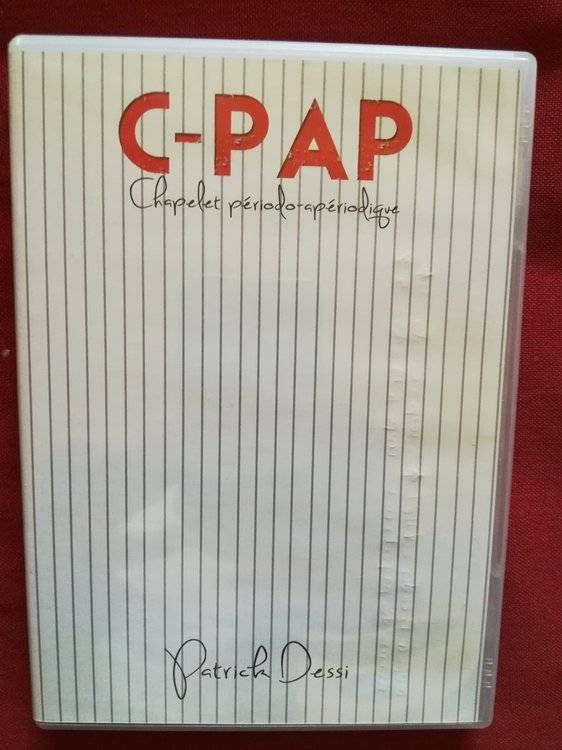 C-PAP
Chapelet périodo-apériodique
Patrick Dessi